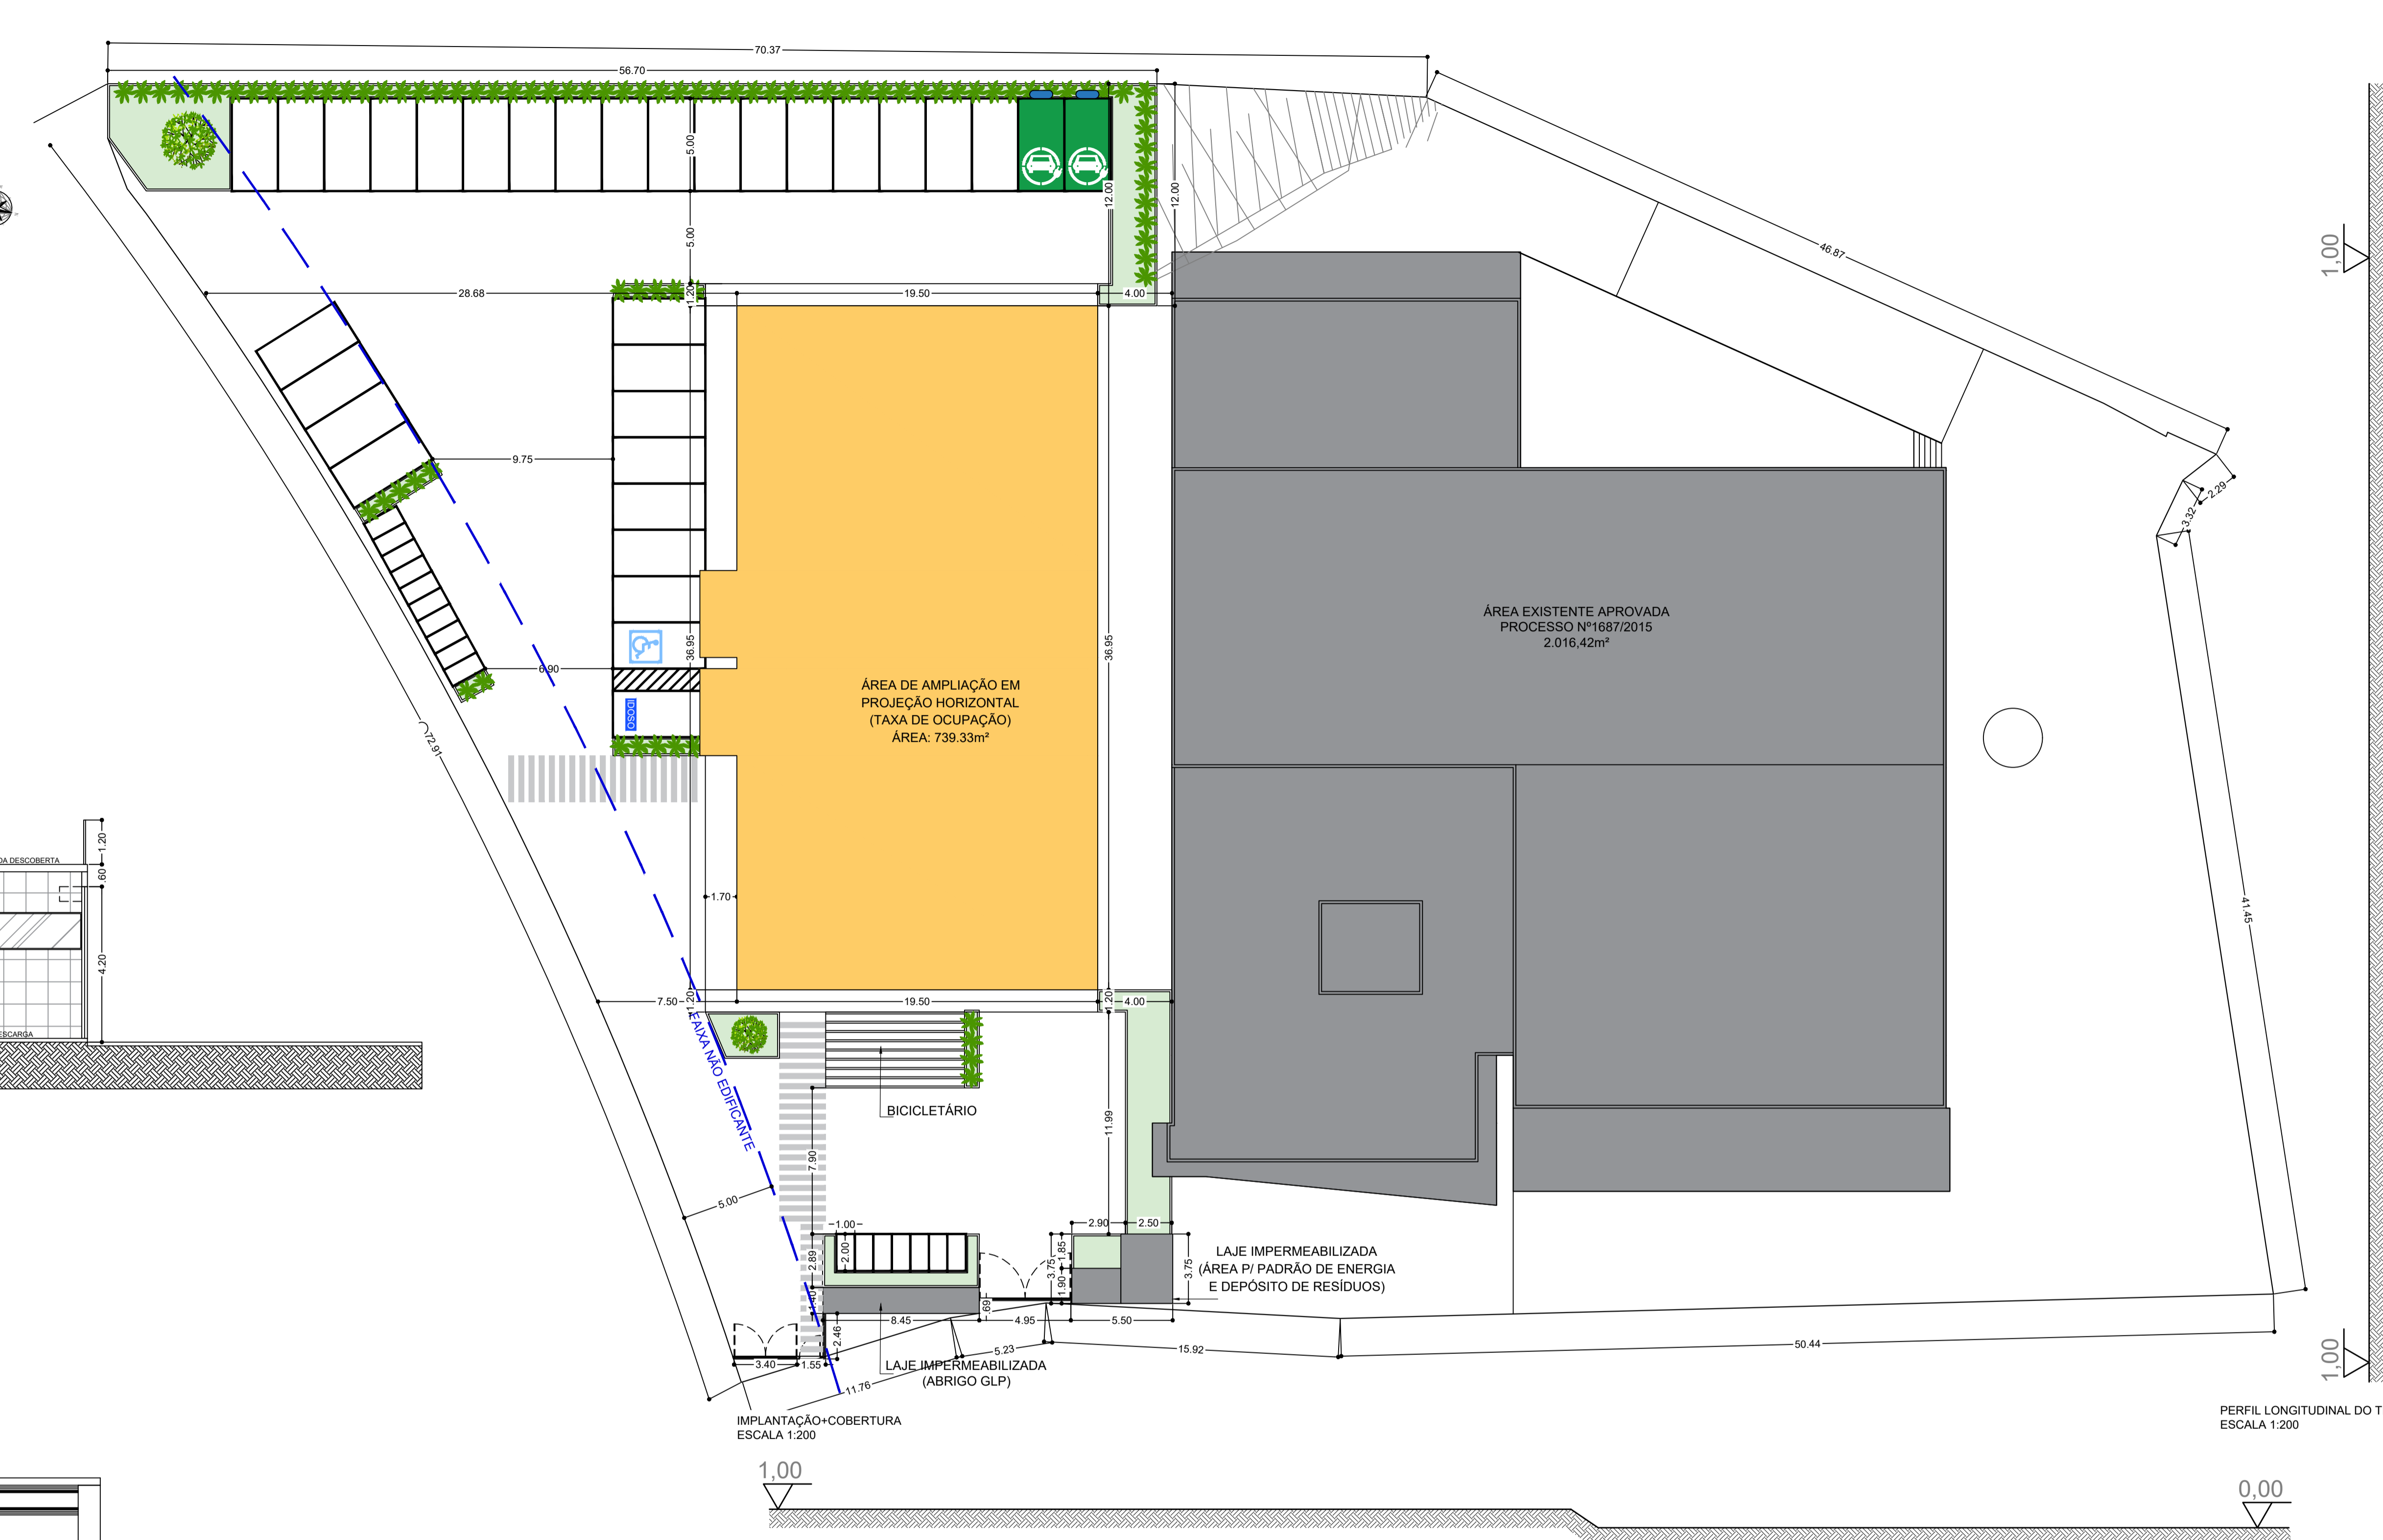 70.37
56.70
5.00
12.00
12.00
5.00
46.87
1,00
28.68
1.20
19.50
4.00
9.75
2.29
3.32
36.95
36.95
6.90
IDOSO
ÁREA EXISTENTE APROVADA
PROCESSO Nº1687/2015
2.016,42m²
ÁREA DE AMPLIAÇÃO EM
PROJEÇÃO HORIZONTAL
(TAXA DE OCUPAÇÃO)
ÁREA: 739.33m²
72.91
1.20
DA DESCOBERTA
.60
4.20
ESCARGA
1.70
41.45
7.50
1.20
19.50
1.20
4.00
FAIXA NÃO EDIFICANTE
BICICLETÁRIO
11.99
7.90
5.00
1.00
2.00
2.89
2.90
2.50
3.75
1.85
1.90
3.75
LAJE IMPERMEABILIZADA
(ÁREA P/ PADRÃO DE ENERGIA
E DEPÓSITO DE RESÍDUOS)
.69
8.45
4.95
5.50
2.46
3.40
1.55
5.23
15.92
50.44
LAJE IMPERMEABILIZADA
(ABRIGO GLP)
11.76
1,00
IMPLANTAÇÃO+COBERTURA
ESCALA 1:200
PERFIL LONGITUDINAL DO T
ESCALA 1:200
1,00
0,00